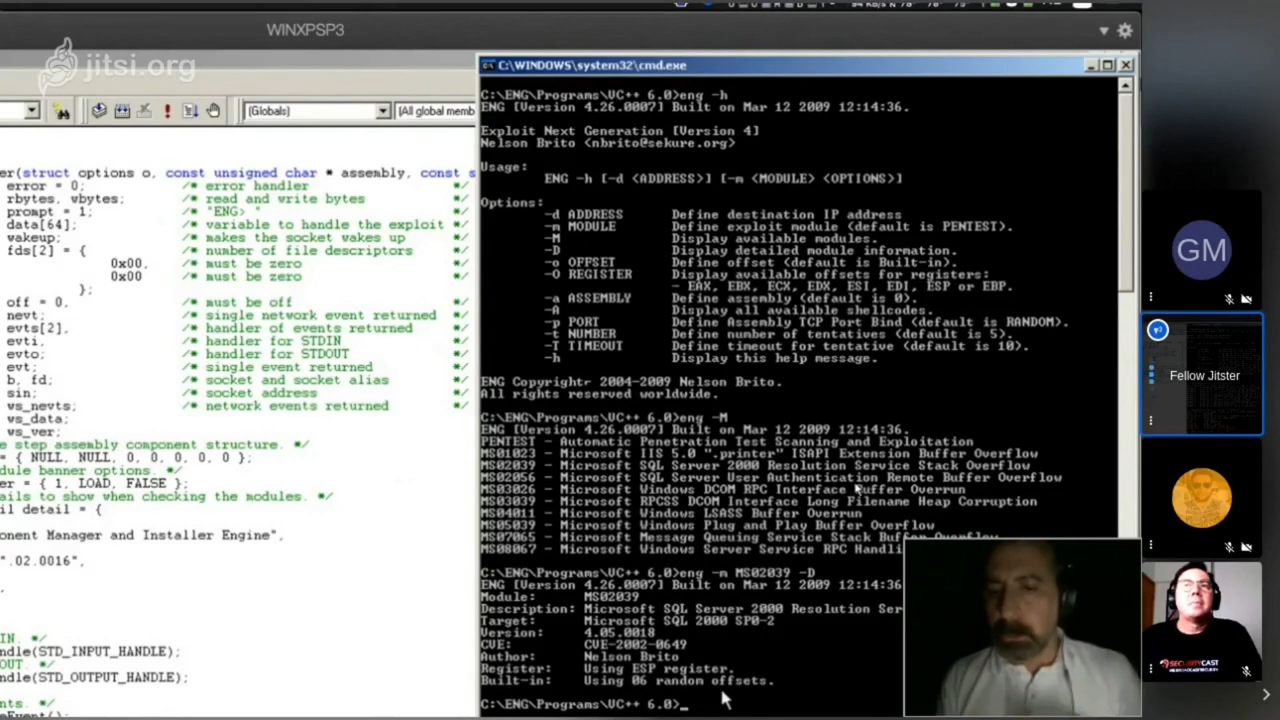 WINXPSP3
jitsi.org
(Globals)
(All global memb
er(struct options o, const unsigned char * assembly, const s
error = 0; /* error handler */
rbytes, wbytes; /* read and write bytes */
prompt = 1; /* "ENG> " */
data[64]; /* variable to handle the exploit */
wakeup; /* makes the socket wakes up */
fds[2] = { /* number of file descriptors */
0x00, /* must be zero */
0x00 /* must be zero */
};
off = 0, /* must be off */
nevt; /* single network event returned */
evts[2], /* handler of events returned */
evti, /* handler for STDIN */
evto; /* handler for STDOUT */
evt; /* single event returned */
b, fd; /* socket and socket alias */
sin; /* socket address */
ws_nevts; /* network events returned */
ws_data;
ws_ver;
e step assembly component structure. */
= { NULL, NULL, 0, 0, 0, 0, 0 };
dule banner options. */
er = { 1, LOAD, FALSE };
ails to show when checking the modules. */
il detail = {
onent Manager and Installer Engine",
".02.0016",
IN. */
ndle(STD_INPUT_HANDLE);
OUT. */
ndle(STD_OUTPUT_HANDLE);
nts. */
eEvent();
C:\WINDOWS\system32\cmd.exe
C:\ENG\Programs\VC++ 6.0>eng -h
ENG [Version 4.26.0007] Built on Mar 12 2009 12:14:36.
Exploit Next Generation [Version 4]
Nelson Brito <nbrito@sekure.org>
Usage:
ENG -h [-d <ADDRESS>] [-m <MODULE> <OPTIONS>]
Options:
-d ADDRESS Define destination IP address
-m MODULE Define exploit module (default is PENTEST).
-M Display available modules.
-D Display detailed module information.
-o OFFSET Define offset (default is Built-in).
-O REGISTER Display available offsets for registers:
- EAX, EBX, ECX, EDX, ESI, EDI, ESP or EBP.
-a ASSEMBLY Define assembly (default is 0).
-A Display all available shellcodes.
-p PORT Define Assembly TCP Port Bind (default is RANDOM).
-t NUMBER Define number of tentatives (default is 5).
-T TIMEOUT Define timeout for tentative (default is 10).
-h Display this help message.
ENG Copyrightr 2004-2009 Nelson Brito.
All rights reserved worldwide.
C:\ENG\Programs\VC++ 6.0>eng -M
ENG [Version 4.26.0007] Built on Mar 12 2009 12:14:36.
PENTEST - Automatic Penetration Test Scanning and Exploitation
MS01023 - Microsoft IIS 5.0 ".printer" ISAPI Extension Buffer Overflow
MS02039 - Microsoft SQL Server 2000 Resolution Service Stack Overflow
MS02056 - Microsoft SQL Server User Authentication Remote Buffer Overflow
MS03026 - Microsoft Windows DCOM RPC Interface Buffer Overrun
MS03039 - Microsoft RPCSS DCOM Interface Long Filename Heap Corruption
MS04011 - Microsoft Windows LSASS Buffer Overrun
MS05039 - Microsoft Windows Plug and Play Buffer Overflow
MS07065 - Microsoft Message Queuing Service Stack Buffer Overflow
MS08067 - Microsoft Windows Server Service RPC Handli
C:\ENG\Programs\VC++ 6.0>eng -m MS02039 -D
ENG [Version 4.26.0007] Built on Mar 12 2009 12:14:36
Module: MS02039
Description: Microsoft SQL Server 2000 Resolution Ser
Target: Microsoft SQL 2000 SP0-2
Version: 4.05.0018
CVE: CVE-2002-0649
Author: Nelson Brito
Register: Using ESP register.
Built-in: Using 06 random offsets.
C:\ENG\Programs\VC++ 6.0>_
GM
Fellow Jitster
SECURITYCAST